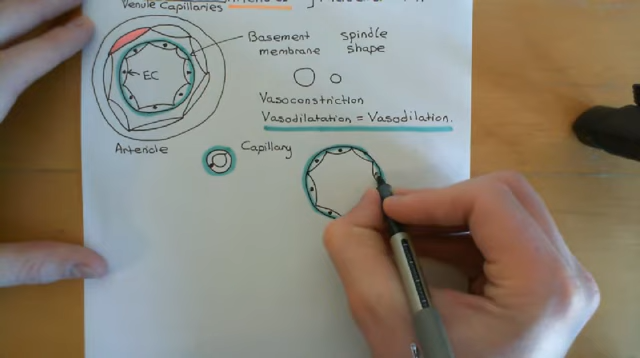 Venule Capillaries
Basement
membrane
spindle
shape
EC
Vasoconstriction
Vasodilatation = Vasodilation.
Arteriole
Capillary